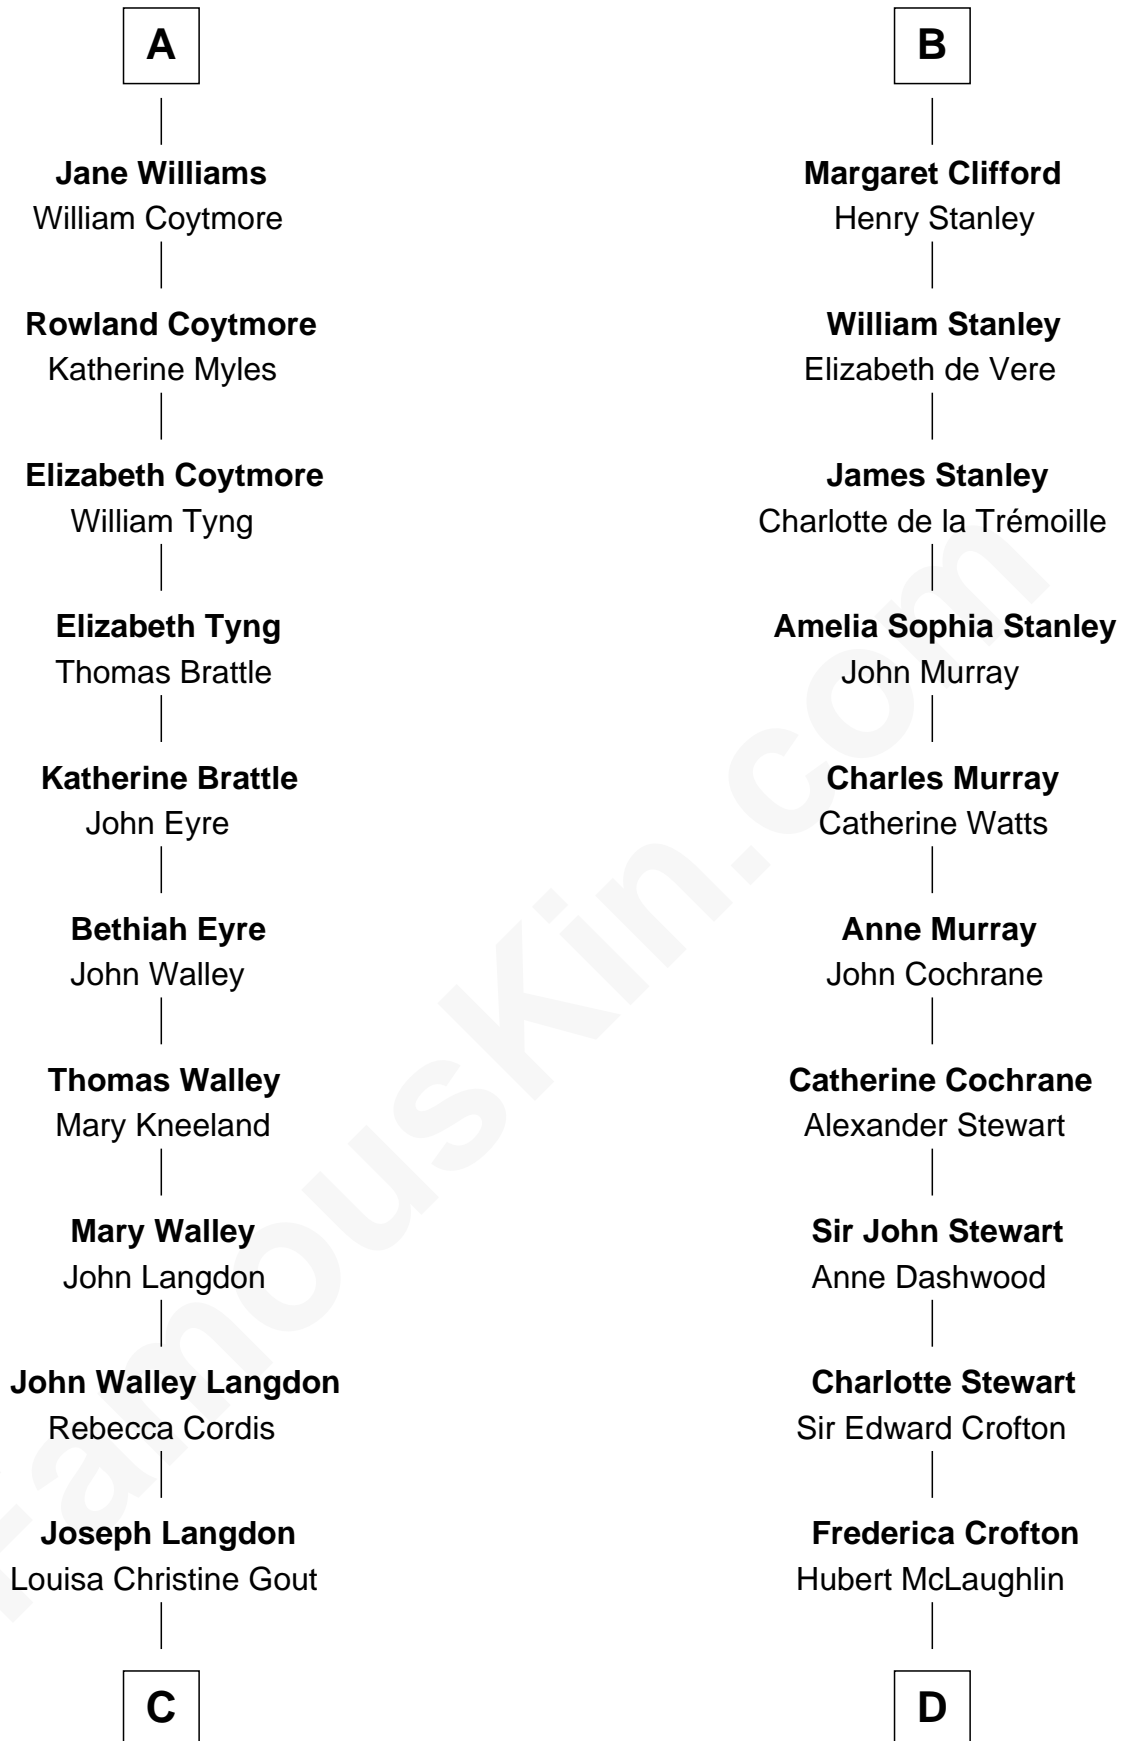 A
Jane Williams
William Coytmore
Rowland Coytmore
Katherine Myles
Elizabeth Coytmore
William Tyng
Elizabeth Tyng
Thomas Brattle
Katherine Brattle
John Eyre
Bethiah Eyre
John Walley
Thomas Walley
Mary Kneeland
Mary Walley
John Langdon
John Walley Langdon
Rebecca Cordis
Joseph Langdon
Louisa Christine Gout
C
B
Margaret Clifford
Henry Stanley
William Stanley
Elizabeth de Vere
James Stanley
Charlotte de la Trémoille
Amelia Sophia Stanley
John Murray
Charles Murray
Catherine Watts
Anne Murray
John Cochrane
Catherine Cochrane
Alexander Stewart
Sir John Stewart
Anne Dashwood
Charlotte Stewart
Sir Edward Crofton
Frederica Crofton
Hubert McLaughlin
D
FamousKin.com